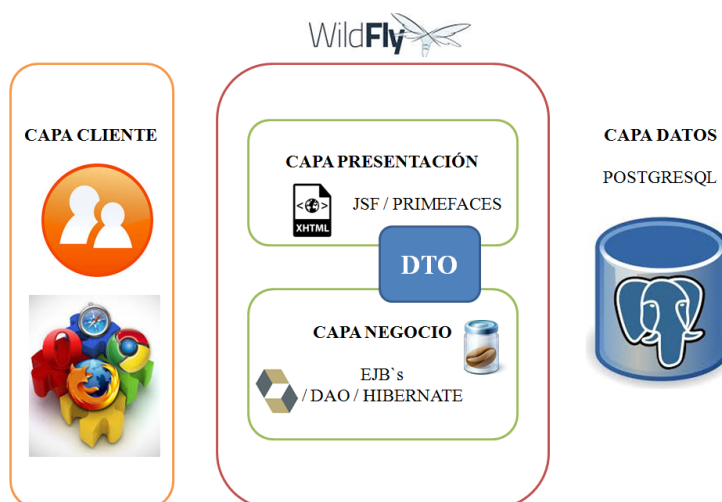 WildFly
CAPA CLIENTE
CAPA PRESENTACIÓN
<XHTML
JSF / PRIMEFACES
DTO
CAPA NEGOCIO
EJB`s
/ DAO / HIBERNATE
CAPA DATOS
POSTGRESQL